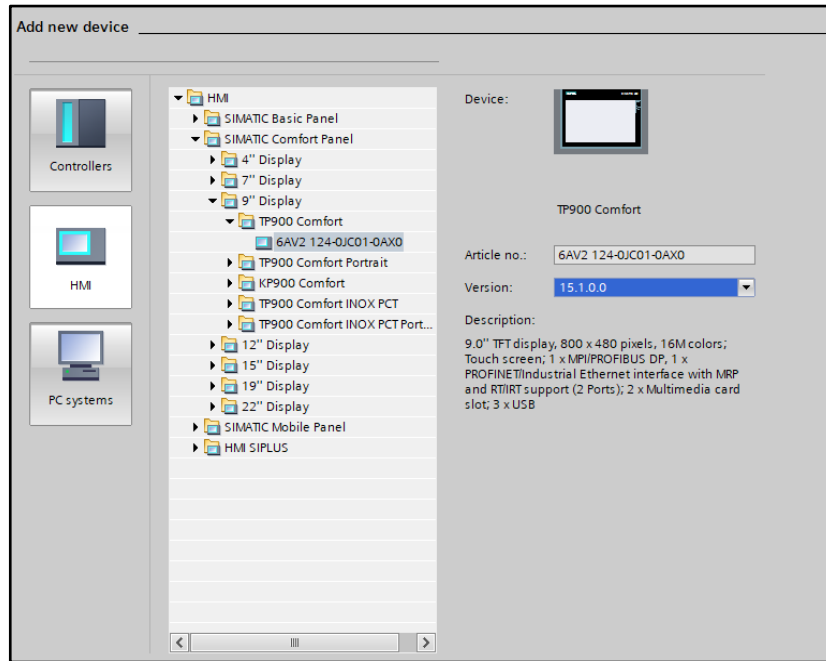 Add new device
Controllers
HMI
PC systems
HMI
SIMATIC Basic Panel
SIMATIC Comfort Panel
4'' Display
7'' Display
9'' Display
TP900 Comfort
6AV2 124-0JC01-0AX0
TP900 Comfort Portrait
KP900 Comfort
TP900 Comfort INOX PCT
TP900 Comfort INOX PCT Port...
12'' Display
15'' Display
19'' Display
22'' Display
SIMATIC Mobile Panel
HMI SIPLUS
Device:
TP900 Comfort
Article no.: 6AV2 124-0JC01-0AX0
Version: 15.1.0.0
Description:
9.0'' TFT display, 800 x 480 pixels, 16M colors;
Touch screen; 1 x MPI/PROFIBUS DP, 1 x
PROFINET/Industrial Ethernet interface with MRP
and RT/IRT support (2 Ports); 2 x Multimedia card
slot; 3 x USB